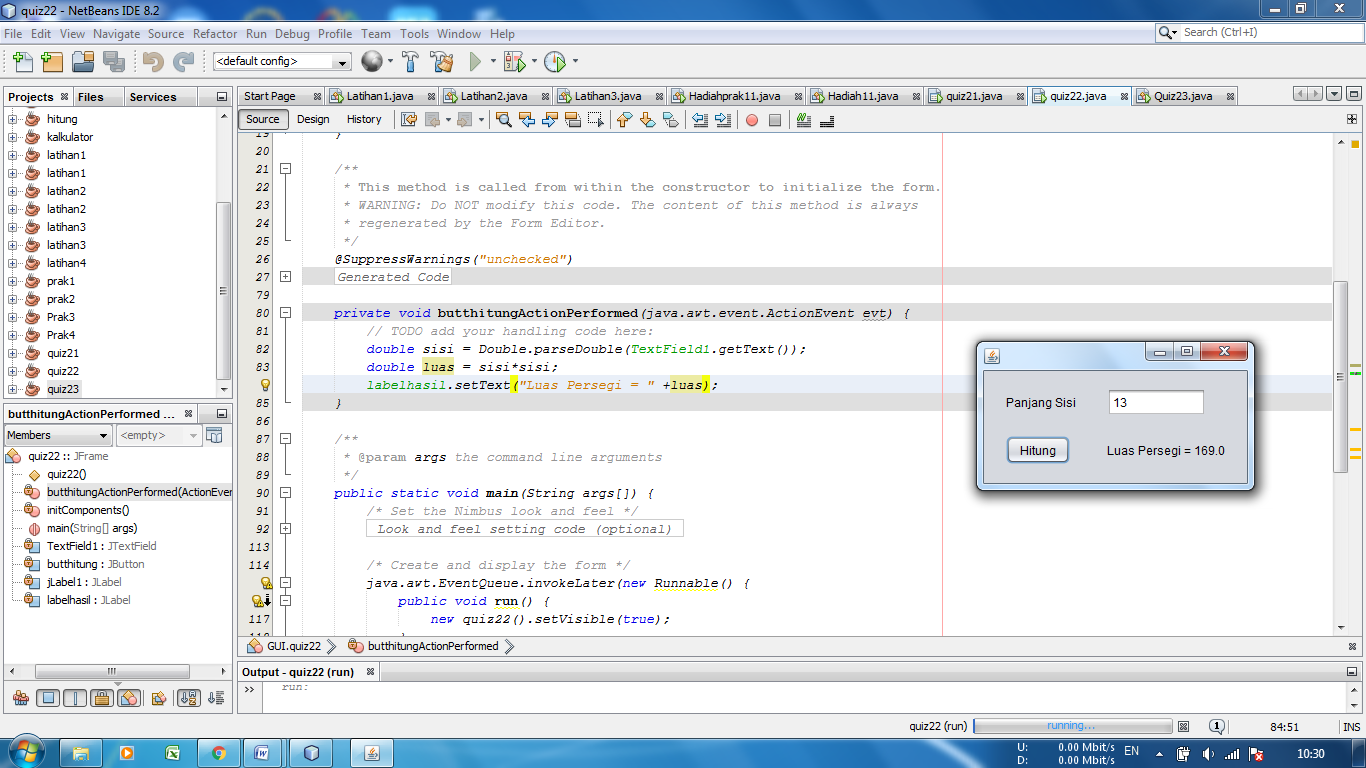 quiz22 - NetBeans IDE 8.2
File Edit View Navigate Source Refactor Run Debug Profile Team Tools Window Help
Search (Ctrl+I)
<default config>
Projects Files Services
hitung
kalkulator
latihan1
latihan1
latihan2
latihan2
latihan3
latihan3
latihan4
prak1
prak2
Prak3
Prak4
quiz21
quiz22
quiz23
butthitungActionPerformed ...
Members <empty>
quiz22 :: JFrame
quiz22()
butthitungActionPerformed(ActionEver
initComponents()
main(String[] args)
TextField1 : JTextField
butthitung : JButton
jLabel1 : JLabel
labelhasil : JLabel
Start Page Latihan1.java Latihan2.java Latihan3.java Hadiahprak11.java Hadiah11.java quiz21.java quiz22.java Quiz23.java
Source Design History
19 }
20
21 /**
22 * This method is called from within the constructor to initialize the form.
23 * WARNING: Do NOT modify this code. The content of this method is always
24 * regenerated by the Form Editor.
25 */
26 @SuppressWarnings("unchecked")
27 Generated Code
79
80 private void butthitungActionPerformed(java.awt.event.ActionEvent evt) {
81 // TODO add your handling code here:
82 double sisi = Double.parseDouble(TextField1.getText());
83 double luas = sisi*sisi;
labelhasil.setText("Luas Persegi = " +luas);
85 }
86
87 /**
88 * @param args the command line arguments
89 */
90 public static void main(String args[]) {
91 /* Set the Nimbus look and feel */
92 Look and feel setting code (optional)
113
114 /* Create and display the form */
java.awt.EventQueue.invokeLater(new Runnable() {
public void run() {
117 new quiz22().setVisible(true);
118 }
Panjang Sisi 13
Hitung Luas Persegi = 169.0
GUI.quiz22 butthitungActionPerformed
Output - quiz22 (run)
run:
quiz22 (run) running... 1 84:51 INS
U: 0.00 Mbit/s
D: 0.00 Mbit/s
EN
10:30